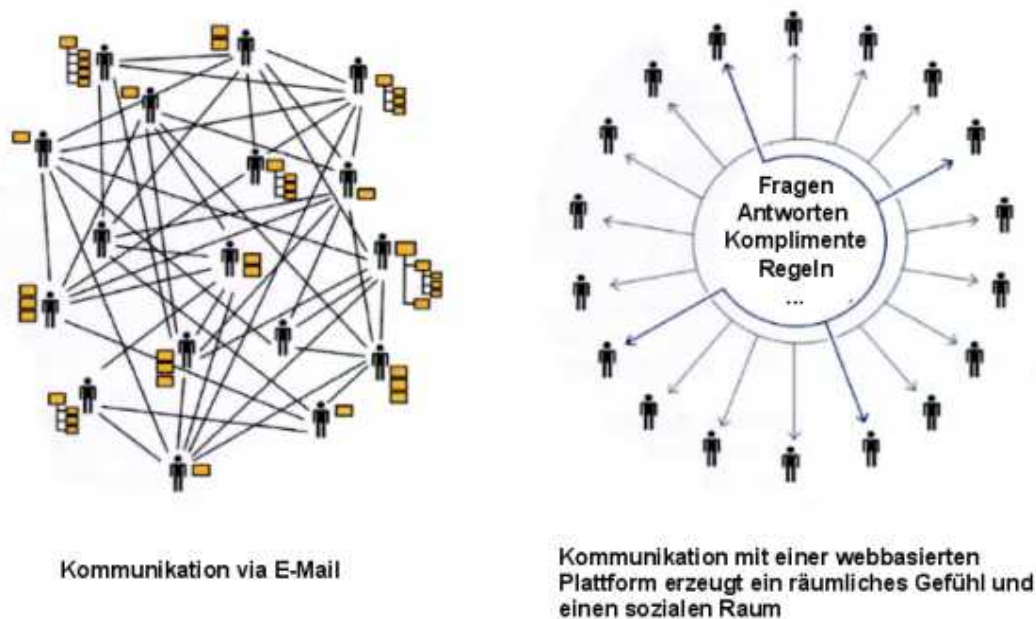 Fragen
Antworten
Komplimente
Regeln
...
Kommunikation via E-Mail
Kommunikation mit einer webbasierten
Plattform erzeugt ein räumliches Gefühl und
einen sozialen Raum